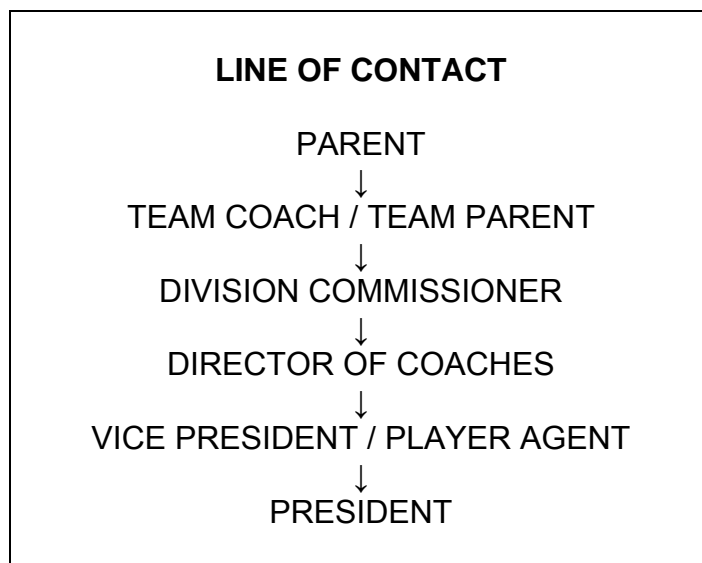 LINE OF CONTACT
PARENT
↓
TEAM COACH / TEAM PARENT
↓
DIVISION COMMISSIONER
↓
DIRECTOR OF COACHES
↓
VICE PRESIDENT / PLAYER AGENT
↓
PRESIDENT